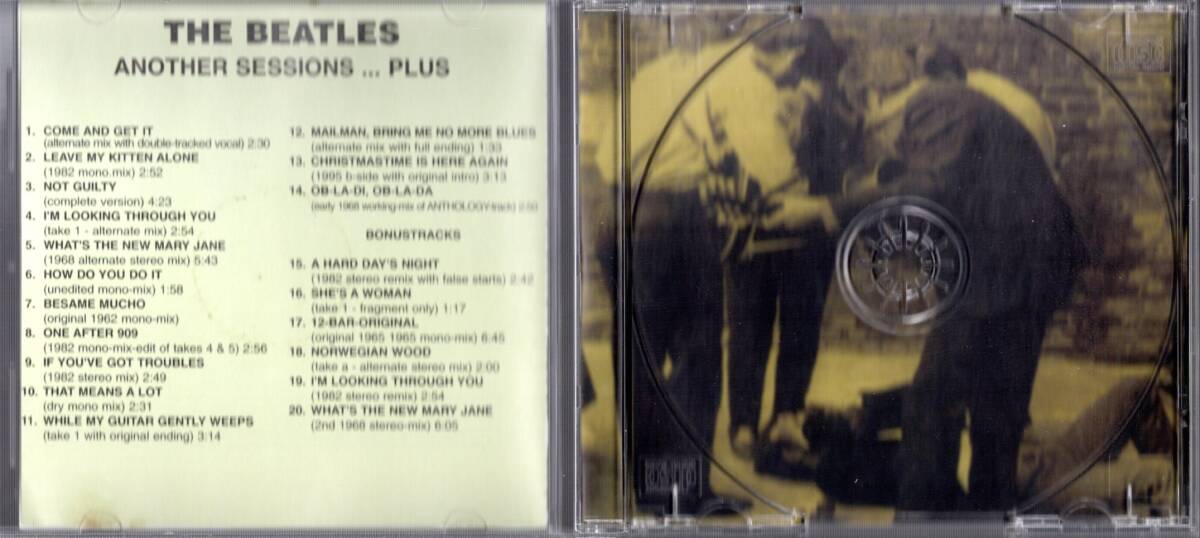 THE BEATLES
ANOTHER SESSIONS ... PLUS
1. COME AND GET IT
(alternate mix with double-tracked vocal) 2:30
2. LEAVE MY KITTEN ALONE
(1982 mono.mix) 2:52
3. NOT GUILTY
(complete version) 4:23
4. I'M LOOKING THROUGH YOU
(take 1 - alternate mix) 2:54
5. WHAT'S THE NEW MARY JANE
(1968 alternate stereo mix) 5:43
6. HOW DO YOU DO IT
(unedited mono-mix) 1:58
7. BESAME MUCHO
(original 1962 mono-mix)
8. ONE AFTER 909
(1982 mono-mix-edit of takes 4 & 5) 2:56
9. IF YOU'VE GOT TROUBLES
(1982 stereo mix) 2:49
10. THAT MEANS A LOT
(dry mono mix) 2:31
11. WHILE MY GUITAR GENTLY WEEPS
(take 1 with original ending) 3:14
12. MAILMAN, BRING ME NO MORE BLUES
(alternate mix with full ending) 1:33
13. CHRISTMASTIME IS HERE AGAIN
(1995 b-side with original intro) 3:13
14. OB-LA-DI, OB-LA-DA
(early 1968 working-mix of ANTHOLOGY-track) 2:50
BONUSTRACKS
15. A HARD DAY'S NIGHT
(1982 stereo remix with false starts) 2:42
16. SHE'S A WOMAN
(take 1 - fragment only) 1:17
17. 12-BAR-ORIGINAL
(original 1965 1965 mono-mix) 6:45
18. NORWEGIAN WOOD
(take a - alternate stereo mix) 2:00
19. I'M LOOKING THROUGH YOU
(1982 stereo remix) 2:54
20. WHAT'S THE NEW MARY JANE
(2nd 1968 stereo-mix) 6:05